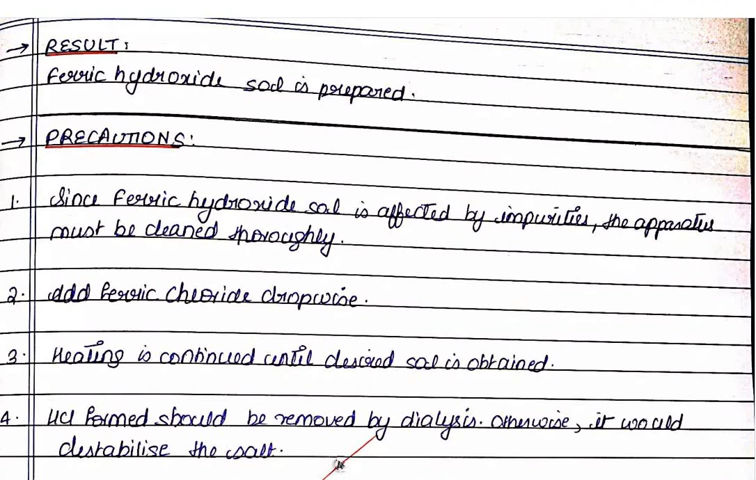 → RESULT:
Ferric hydroxide sol is prepared.
→ PRECAUTIONS:
1. Since Ferric hydroxide sol is affected by impurities, the apparatus
must be cleaned thoroughly.
2. Add Ferric Chloride dropwise.
3. Heating is continued until desired sol is obtained.
4. HCl formed should be removed by dialysis. Otherwise, it would
destabilise the salt.